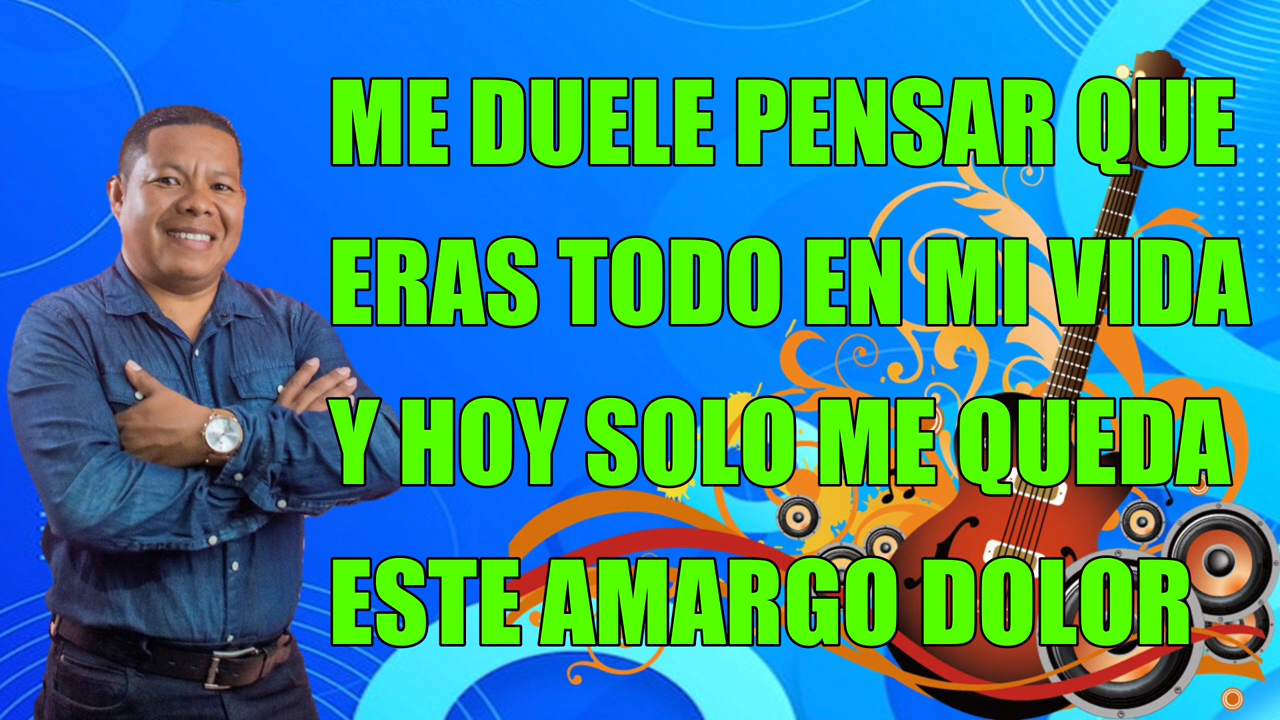 ME DUELE PENSAR QUE
ERAS TODO EN MI VIDA
Y HOY SOLO ME QUEDA
ESTE AMARGO DOLOR